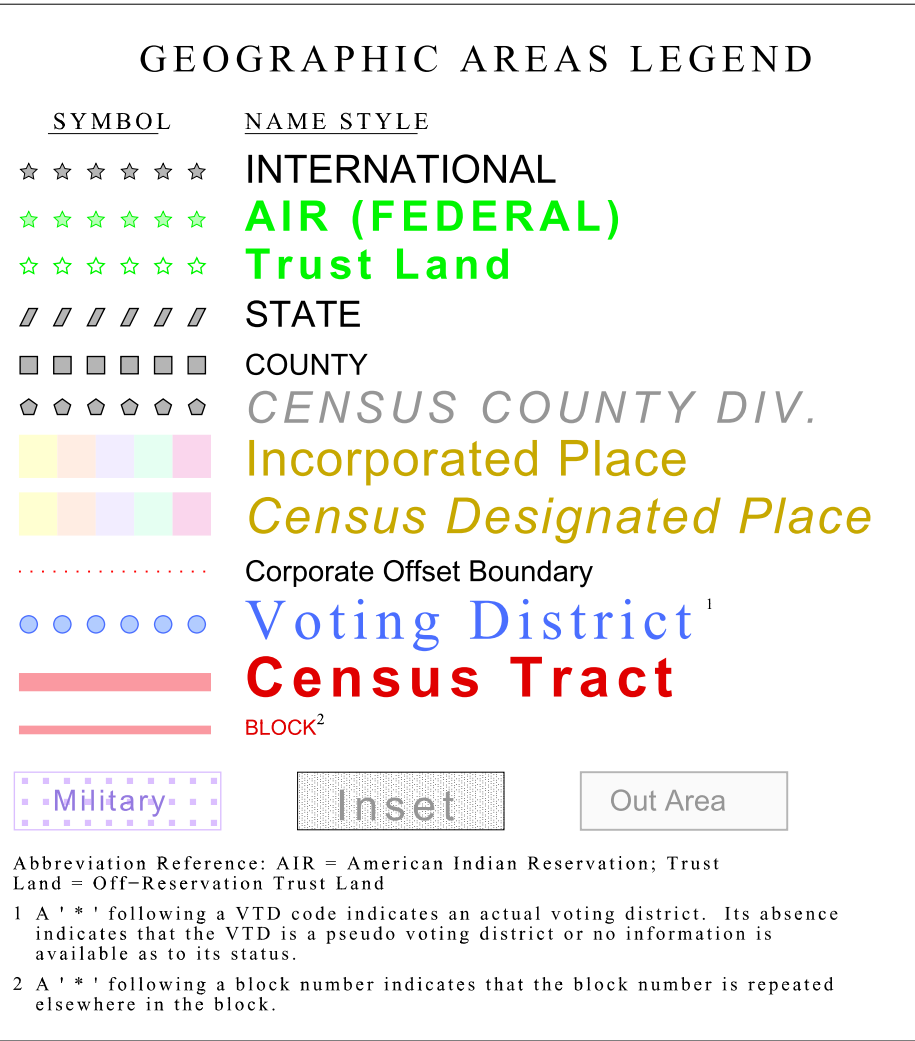 GEOGRAPHIC AREAS LEGEND
SYMBOL NAME STYLE
INTERNATIONAL
AIR (FEDERAL)
Trust Land
STATE
COUNTY
CENSUS COUNTY DIV.
Incorporated Place
Census Designated Place
Corporate Offset Boundary
Voting District 1
Census Tract
BLOCK2
Military Inset Out Area
Abbreviation Reference: AIR = American Indian Reservation; Trust
Land = Off−Reservation Trust Land
1 A ' * ' following a VTD code indicates an actual voting district. Its absence
indicates that the VTD is a pseudo voting district or no information is
available as to its status.
2 A ' * ' following a block number indicates that the block number is repeated
elsewhere in the block.